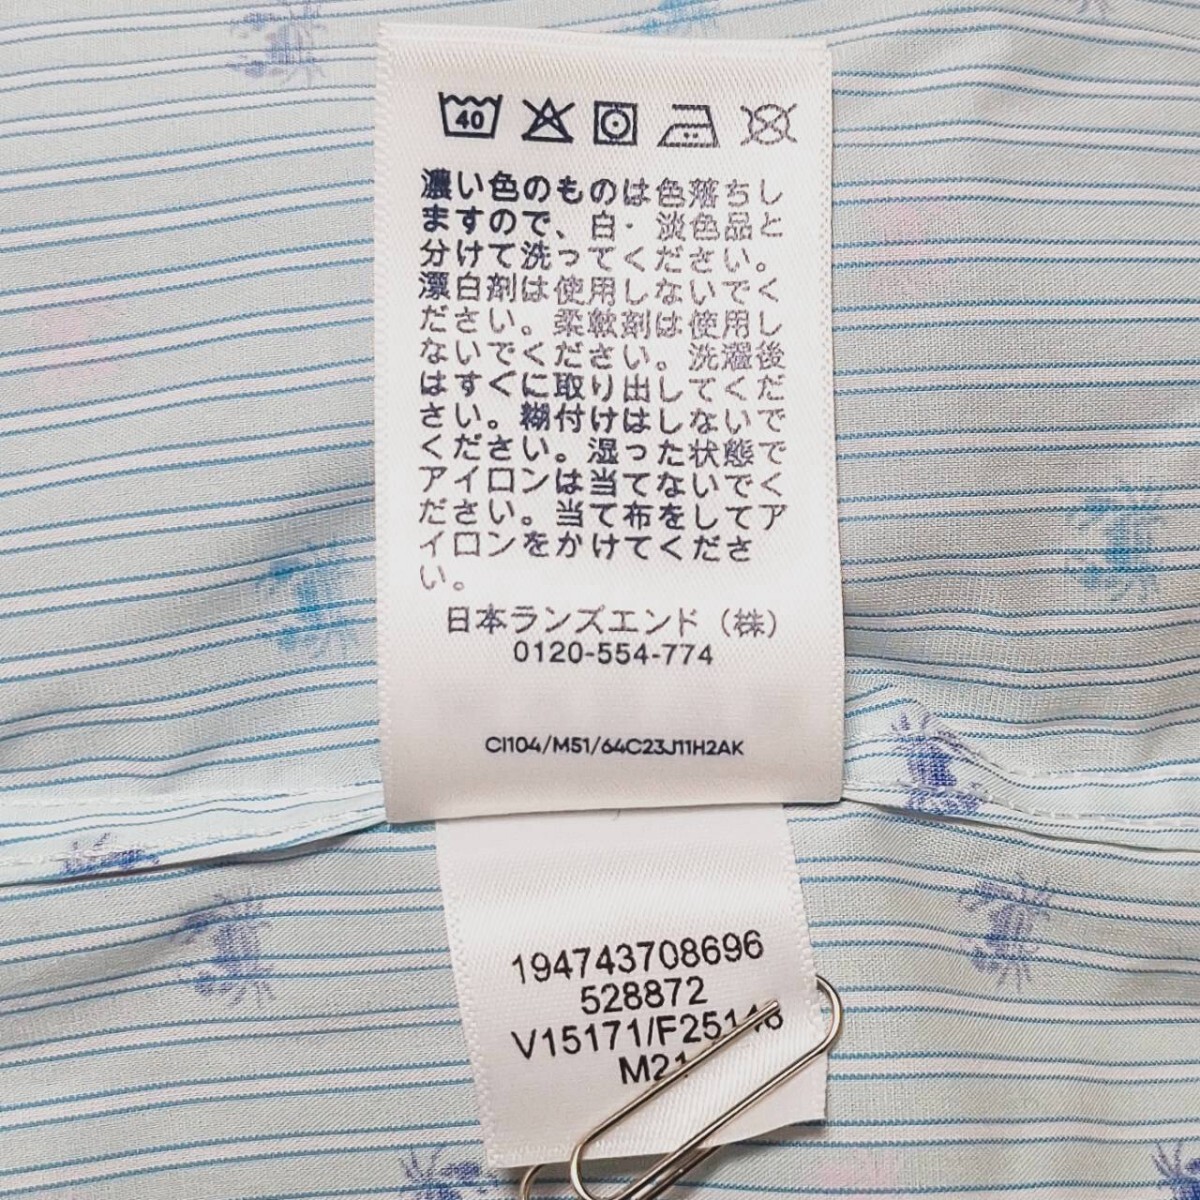 40
濃い色のものは色落ちし
ますので、白・淡色品と
分けて洗ってください。
漂白剤は使用しないでく
ださい。柔軟剤は使用し
ないでください。洗濯後
はすぐに取り出してくだ
さい。糊付けはしないで
ください。湿った状態で
アイロンは当てないでく
ださい。当て布をしてア
イロンをかけてくださ
い。
日本ランズエンド（株）
0120-554-774
CI104/M51/64C23J11H2AK
194743708696
528872